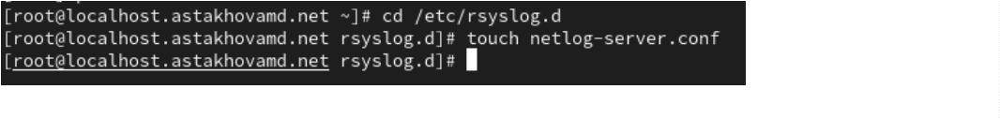 [root@localhost.astakhovamd.net ~]# cd /etc/rsyslog.d
[root@localhost.astakhovamd.net rsyslog.d]# touch netlog-server.conf
[root@localhost.astakhovamd.net rsyslog.d]#